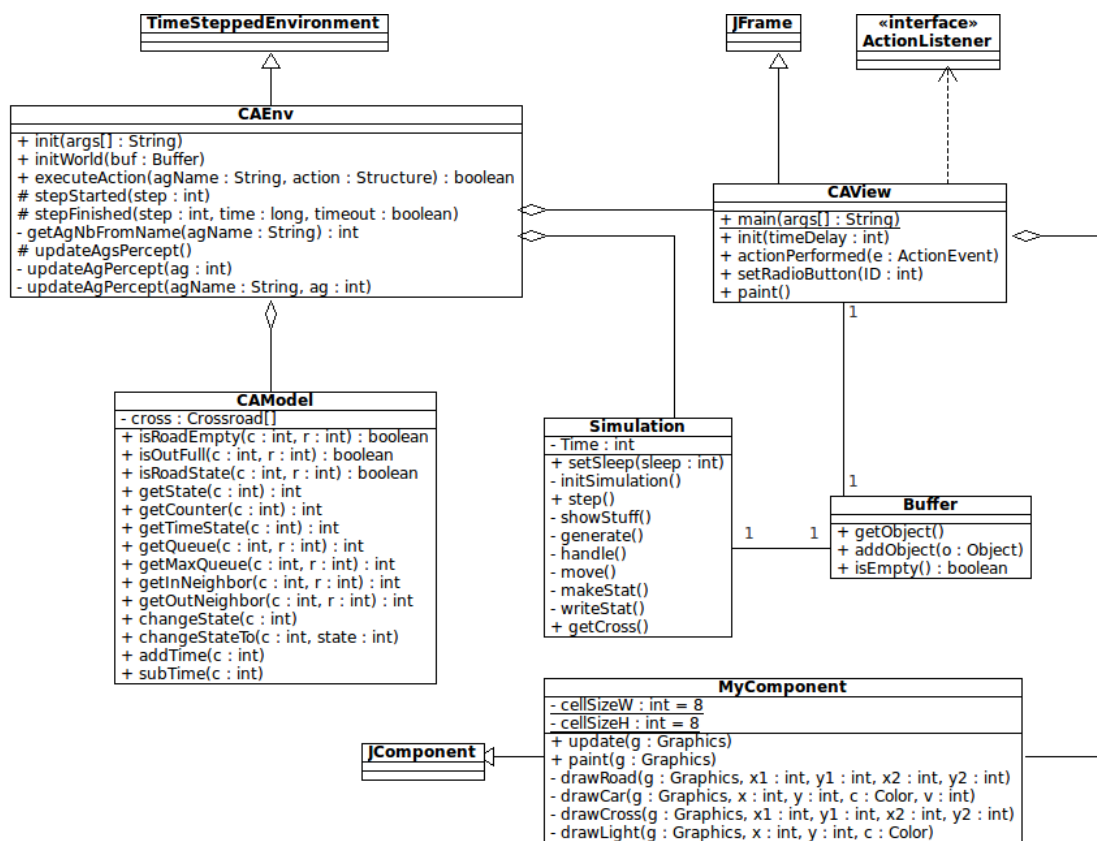 TimeSteppedEnvironment
JFrame
«interface»
ActionListener
CAEnv
+ init(args[] : String)
+ initWorld(buf : Buffer)
+ executeAction(agName : String, action : Structure) : boolean
# stepStarted(step : int)
# stepFinished(step : int, time : long, timeout : boolean)
- getAgNbFromName(agName : String) : int
# updateAgsPercept()
- updateAgPercept(ag : int)
- updateAgPercept(agName : String, ag : int)
CAView
+ main(args[] : String)
+ init(timeDelay : int)
+ actionPerformed(e : ActionEvent)
+ setRadioButton(ID : int)
+ paint()
1
CAModel
- cross : Crossroad[]
+ isRoadEmpty(c : int, r : int) : boolean
+ isOutFull(c : int, r : int) : boolean
+ isRoadState(c : int, r : int) : boolean
+ getState(c : int) : int
+ getCounter(c : int) : int
+ getTimeState(c : int) : int
+ getQueue(c : int, r : int) : int
+ getMaxQueue(c : int, r : int) : int
+ getInNeighbor(c : int, r : int) : int
+ getOutNeighbor(c : int, r : int) : int
+ changeState(c : int)
+ changeStateTo(c : int, state : int)
+ addTime(c : int)
+ subTime(c : int)
Simulation
- Time : int
+ setSleep(sleep : int)
- initSimulation()
+ step()
- showStuff()
- generate()
- handle()
- move()
- makeStat()
- writeStat()
+ getCross()
1
1
1
Buffer
+ getObject()
+ addObject(o : Object)
+ isEmpty() : boolean
MyComponent
- cellSizeW : int = 8
- cellSizeH : int = 8
+ update(g : Graphics)
+ paint(g : Graphics)
- drawRoad(g : Graphics, x1 : int, y1 : int, x2 : int, y2 : int)
- drawCar(g : Graphics, x : int, y : int, c : Color, v : int)
- drawCross(g : Graphics, x1 : int, y1 : int, x2 : int, y2 : int)
- drawLight(g : Graphics, x : int, y : int, c : Color)
JComponent